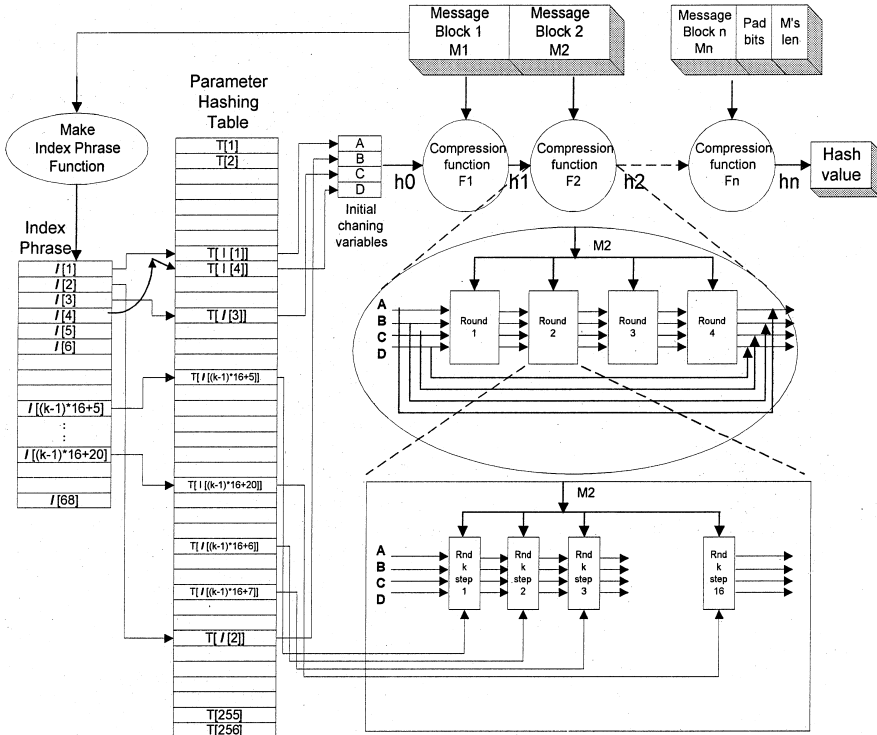 Message
Block 1
M1
Message
Block 2
M2
Message
Block n
Mn
Pad
bits
M's
len
Make
Index Phrase
Function
Parameter
Hashing
Table
T[1]
T[2]
T[ I [1]]
T[ I [4]]
T[ I [3]]
T[ I [(k-1)*16+5]]
T[ I [(k-1)*16+20]]
T[ I [(k-1)*16+6]]
T[ I [(k-1)*16+7]]
T[ I [2]]
T[255]
T[256]
A
B
C
D
Initial
chaning
variables
h0
Compression
function
F1
h1
Compression
function
F2
h2
Compression
function
Fn
hn
Hash
value
Index
Phrase
I [1]
I [2]
I [3]
I [4]
I [5]
I [6]
I [(k-1)*16+5]
:
:
I [(k-1)*16+20]
I [68]
M2
A
B
C
D
Round
1
Round
2
Round
3
Round
4
M2
A
B
C
D
Rnd
k
step
1
Rnd
k
step
2
Rnd
k
step
3
Rnd
k
step
16